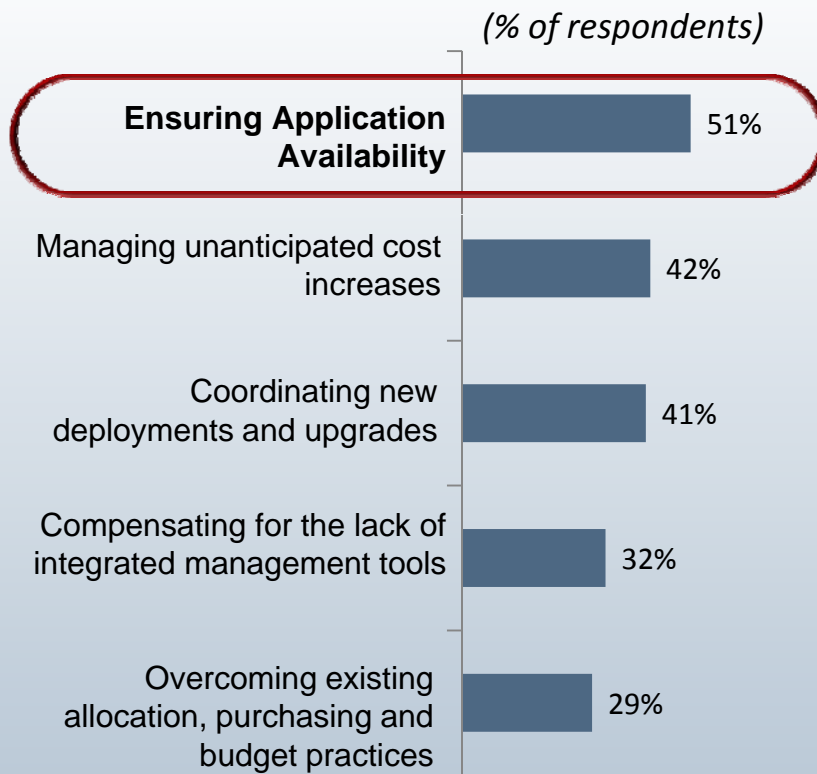 (% of respondents)
Ensuring Application
Availability
51%
Managing unanticipated cost
increases
42%
Coordinating new
deployments and upgrades
41%
Compensating for the lack of
integrated management tools
32%
Overcoming existing
allocation, purchasing and
budget practices
29%